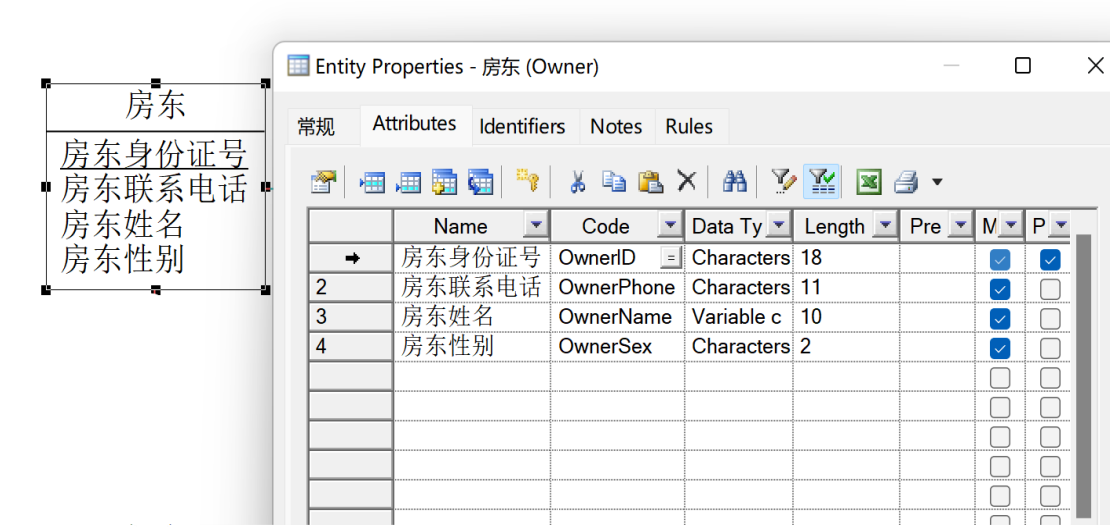 房东
房东身份证号
房东联系电话
房东姓名
房东性别
Entity Properties - 房东 (Owner)
常规 Attributes Identifiers Notes Rules
Name Code Data Ty Length Pre M P
房东身份证号 OwnerID = Characters 18
2 房东联系电话 OwnerPhone Characters 11
3 房东姓名 OwnerName Variable c 10
4 房东性别 OwnerSex Characters 2